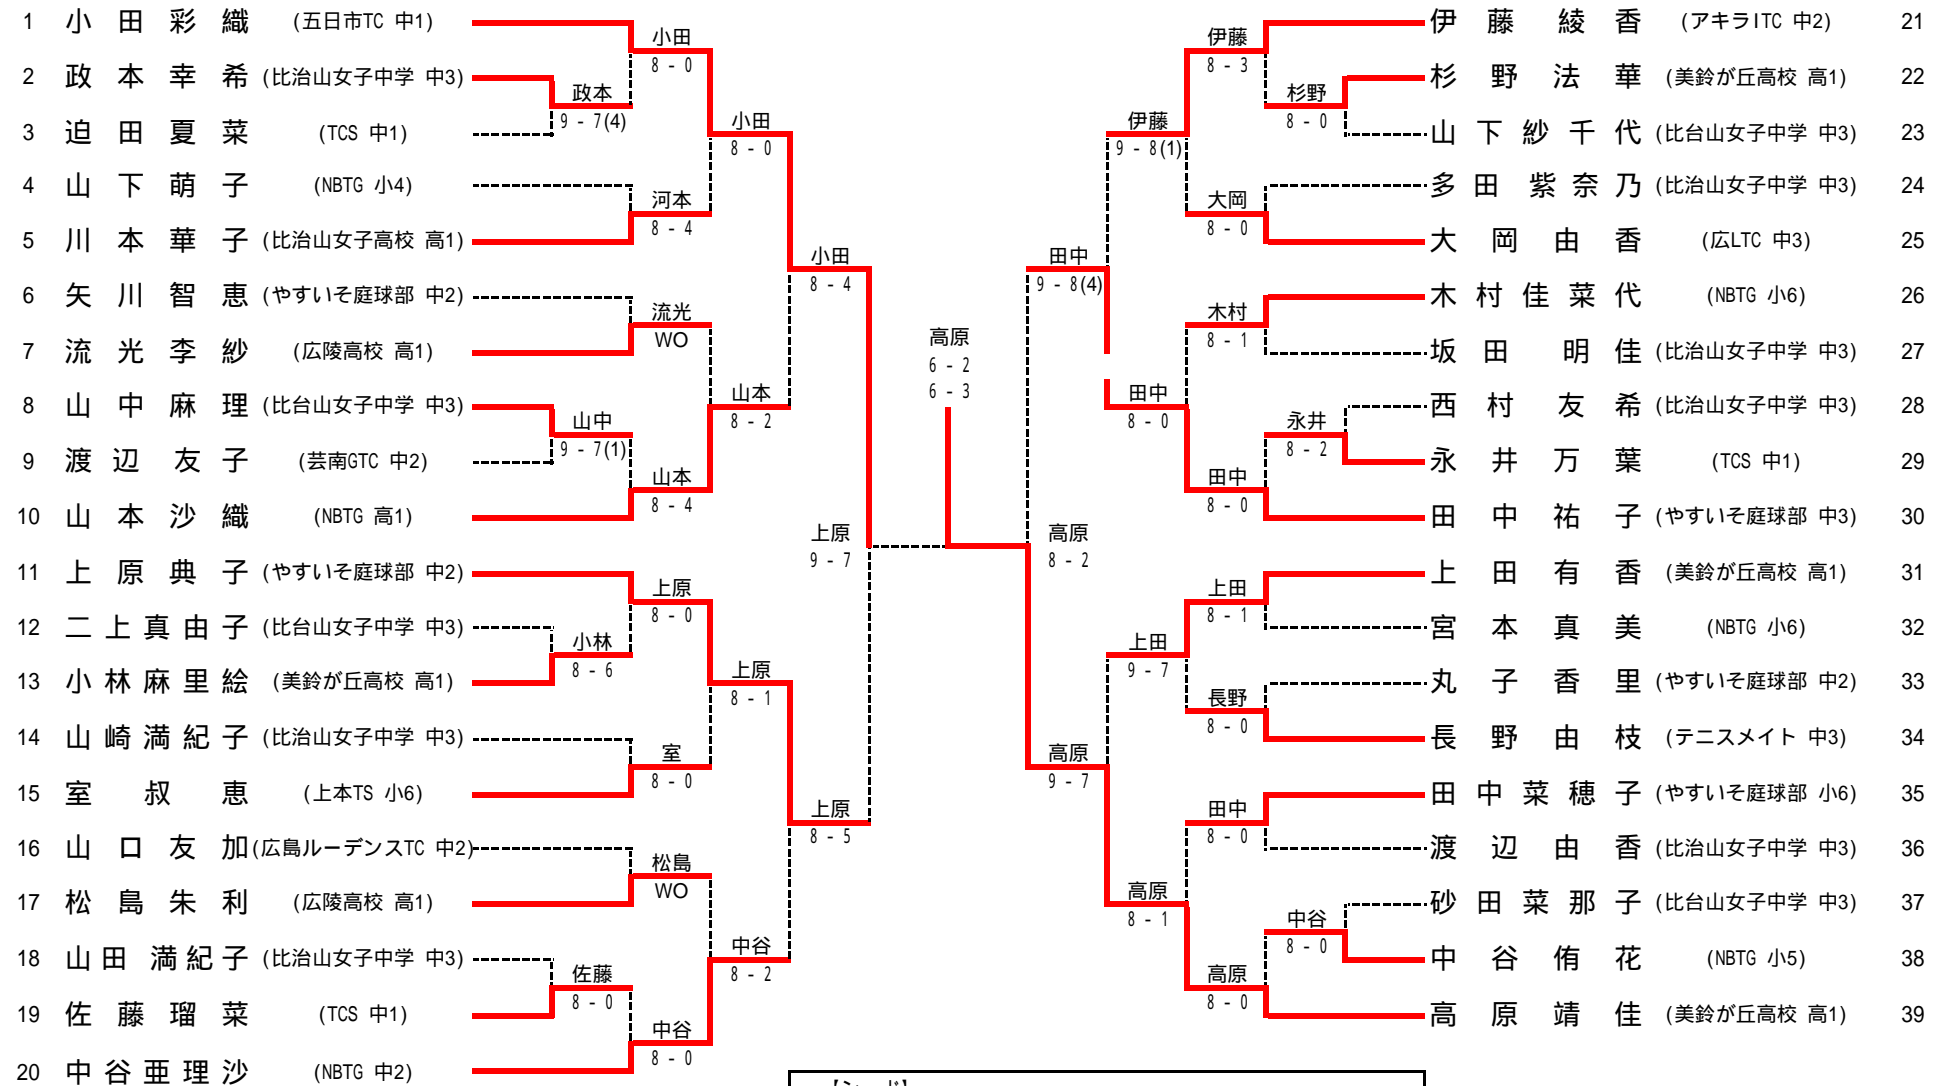 1 小田彩織 (五日市TC 中1)
2 政本幸希 (比治山女子中学 中3)
3 迫田夏菜 (TCS 中1)
4 山下萌子 (NBTG 小4)
5 川本華子 (比治山女子高校 高1)
6 矢川智恵 (やすいそ庭球部 中2)
7 流光李紗 (広陵高校 高1)
8 山中麻理 (比台山女子中学 中3)
9 渡辺友子 (芸南GTC 中2)
10 山本沙織 (NBTG 高1)
11 上原典子 (やすいそ庭球部 中2)
12 二上真由子 (比台山女子中学 中3)
13 小林麻里絵 (美鈴が丘高校 高1)
14 山崎満紀子 (比治山女子中学 中3)
15 室叔恵 (上本TS 小6)
16 山口友加 (広島ルーデンスTC 中2)
17 松島朱利 (広陵高校 高1)
18 山田満紀子 (比治山女子中学 中3)
19 佐藤瑠菜 (TCS 中1)
20 中谷亜理沙 (NBTG 中2)
政本
9 - 7(4)
山中
9 - 7(1)
小林
8 - 6
佐藤
8 - 0
小田
8 - 0
河本
8 - 4
流光
WO
山本
8 - 4
上原
8 - 0
室
8 - 0
松島
WO
中谷
8 - 0
小田
8 - 0
山本
8 - 2
上原
8 - 1
中谷
8 - 2
小田
8 - 4
上原
8 - 5
上原
9 - 7
高原
6 - 2
6 - 3
高原
8 - 2
田中
9 - 8(4)
高原
9 - 7
伊藤
9 - 8(1)
田中
8 - 0
上田
9 - 7
高原
8 - 1
伊藤
8 - 3
大岡
8 - 0
木村
8 - 1
田中
8 - 0
上田
8 - 1
長野
8 - 0
田中
8 - 0
高原
8 - 0
杉野
8 - 0
永井
8 - 2
中谷
8 - 0
伊藤綾香 (アキラITC 中2) 21
杉野法華 (美鈴が丘高校 高1) 22
山下紗千代 (比台山女子中学 中3) 23
多田紫奈乃 (比治山女子中学 中3) 24
大岡由香 (広LTC 中3) 25
木村佳菜代 (NBTG 小6) 26
坂田明佳 (比治山女子中学 中3) 27
西村友希 (比治山女子中学 中3) 28
永井万葉 (TCS 中1) 29
田中祐子 (やすいそ庭球部 中3) 30
上田有香 (美鈴が丘高校 高1) 31
宮本真美 (NBTG 小6) 32
丸子香里 (やすいそ庭球部 中2) 33
長野由枝 (テニスメイト 中3) 34
田中菜穂子 (やすいそ庭球部 小6) 35
渡辺由香 (比治山女子中学 中3) 36
砂田菜那子 (比台山女子中学 中3) 37
中谷侑花 (NBTG 小5) 38
高原靖佳 (美鈴が丘高校 高1) 39